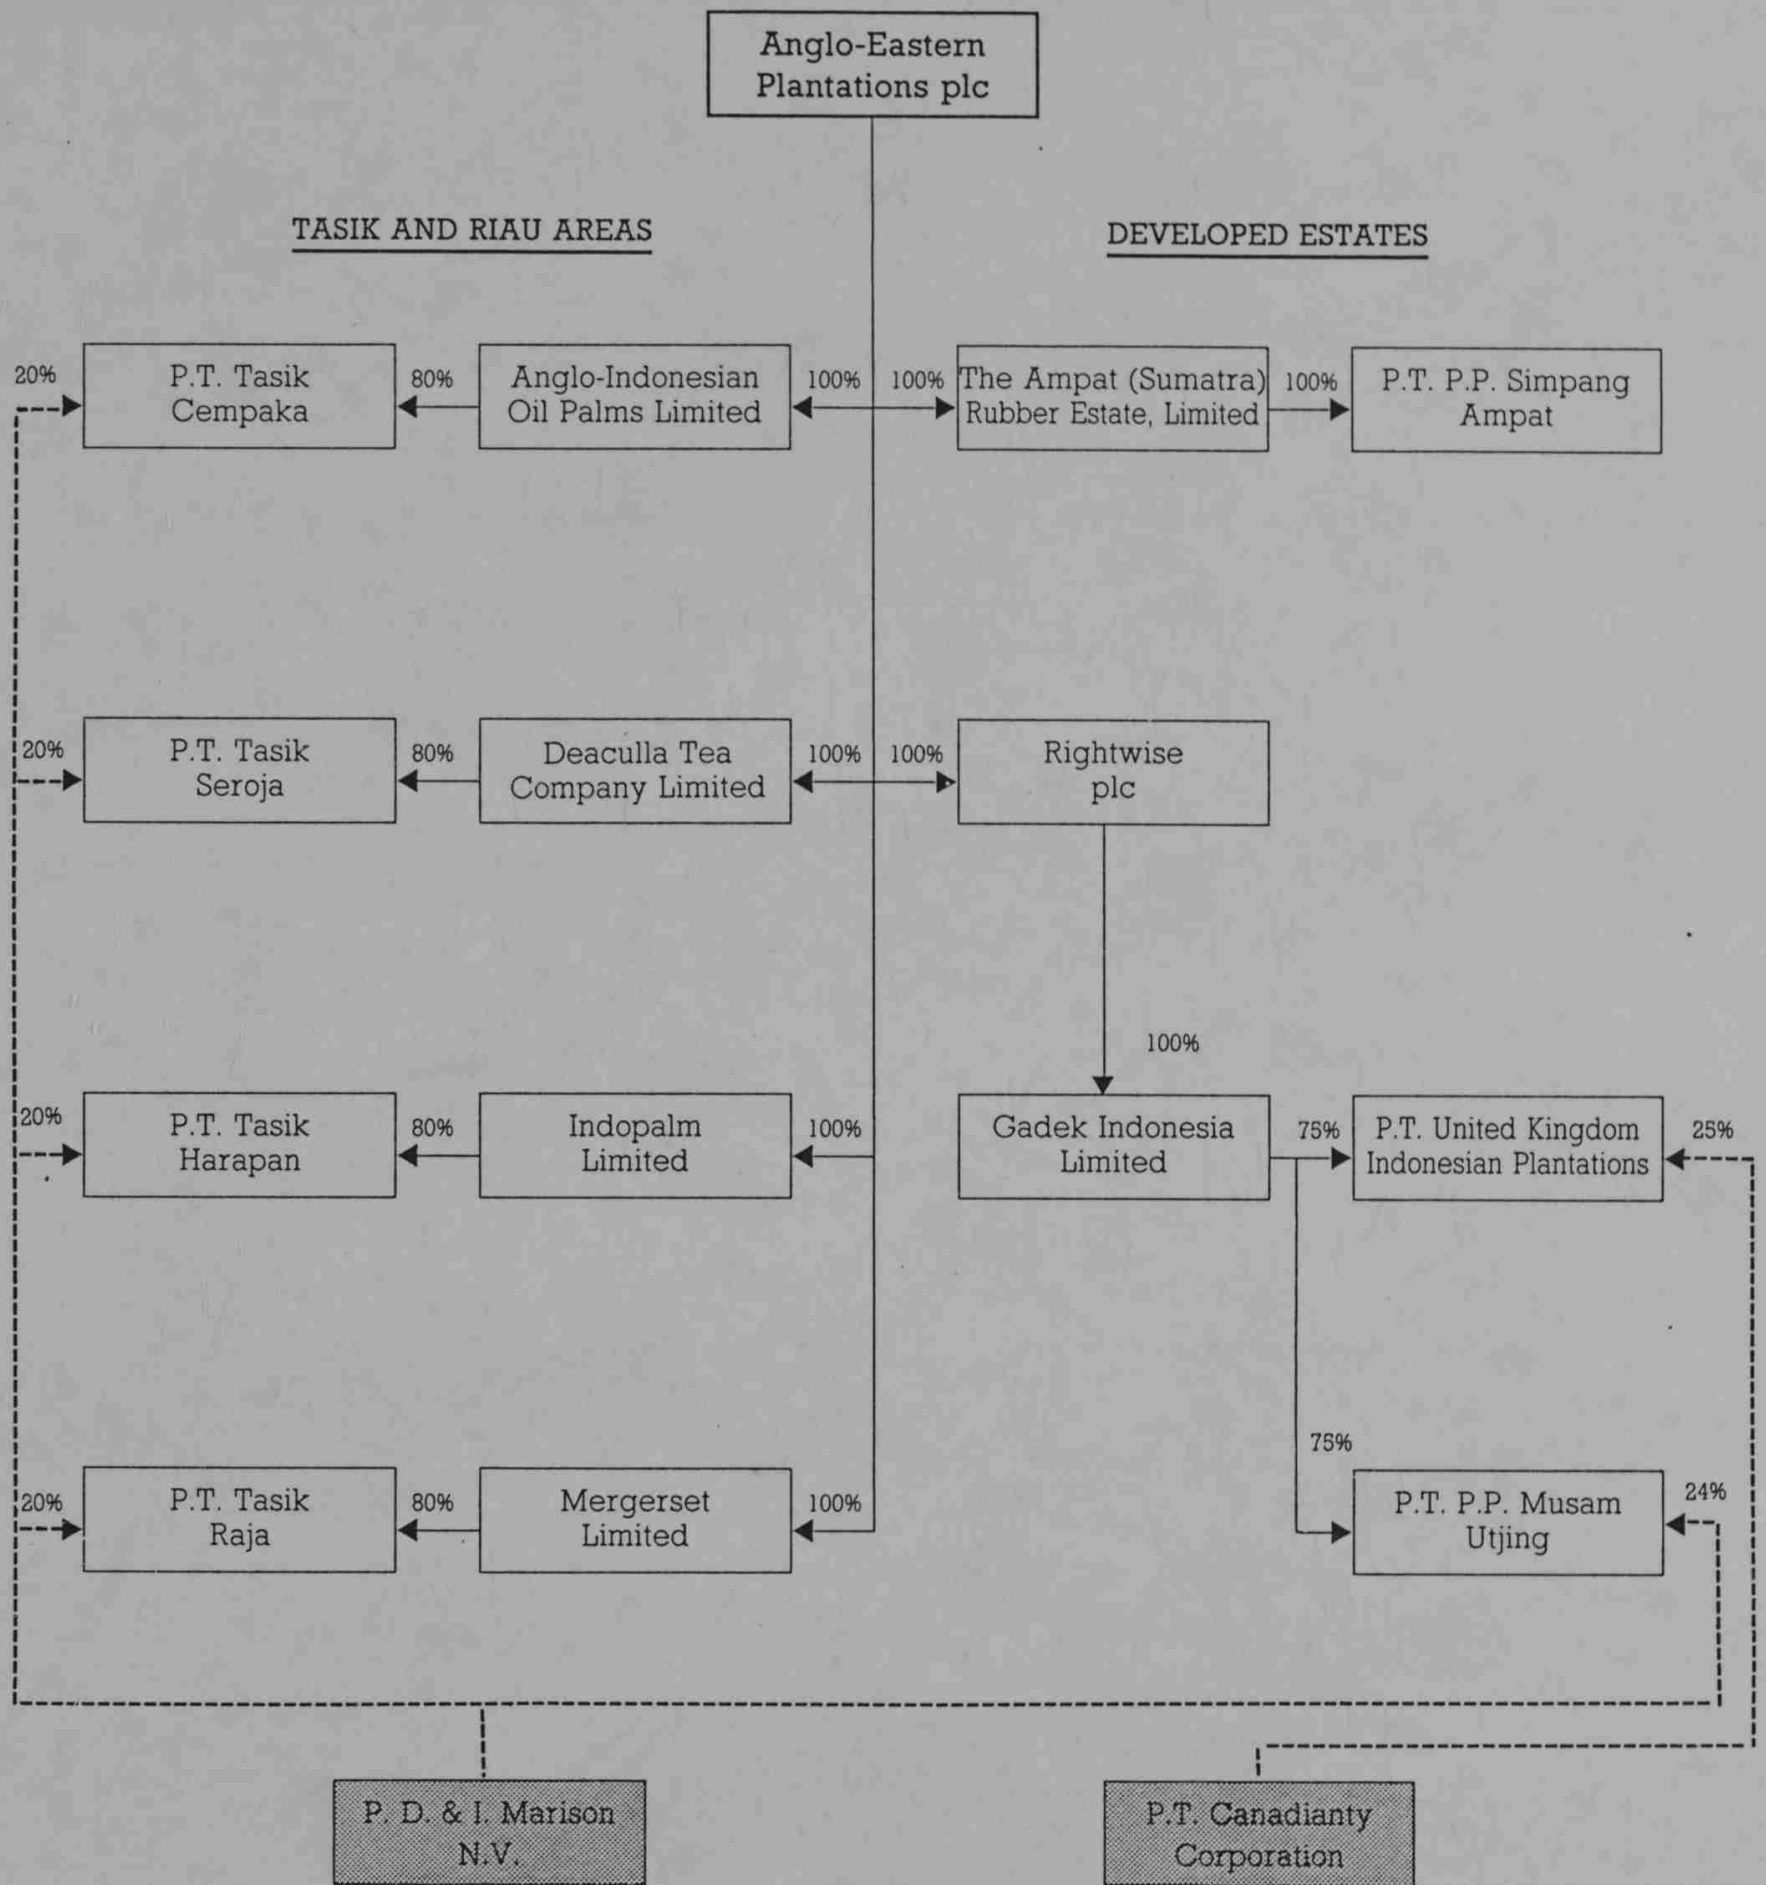 Anglo-Eastern
Plantations plc
TASIK AND RIAU AREAS
DEVELOPED ESTATES
20%
P.T. Tasik
Cempaka
80%
Anglo-Indonesian
Oil Palms Limited
100%
100%
The Ampat (Sumatra)
Rubber Estate, Limited
100%
P.T. P.P. Simpang
Ampat
20%
P.T. Tasik
Seroja
80%
Deaculla Tea
Company Limited
100%
100%
Rightwise
plc
100%
20%
P.T. Tasik
Harapan
80%
Indopalm
Limited
100%
Gadek Indonesia
Limited
75%
P.T. United Kingdom
Indonesian Plantations
25%
75%
20%
P.T. Tasik
Raja
80%
Mergerset
Limited
100%
P.T. P.P. Musam
Utjing
24%
P. D. & I. Marison
N.V.
P.T. Canadianty
Corporation